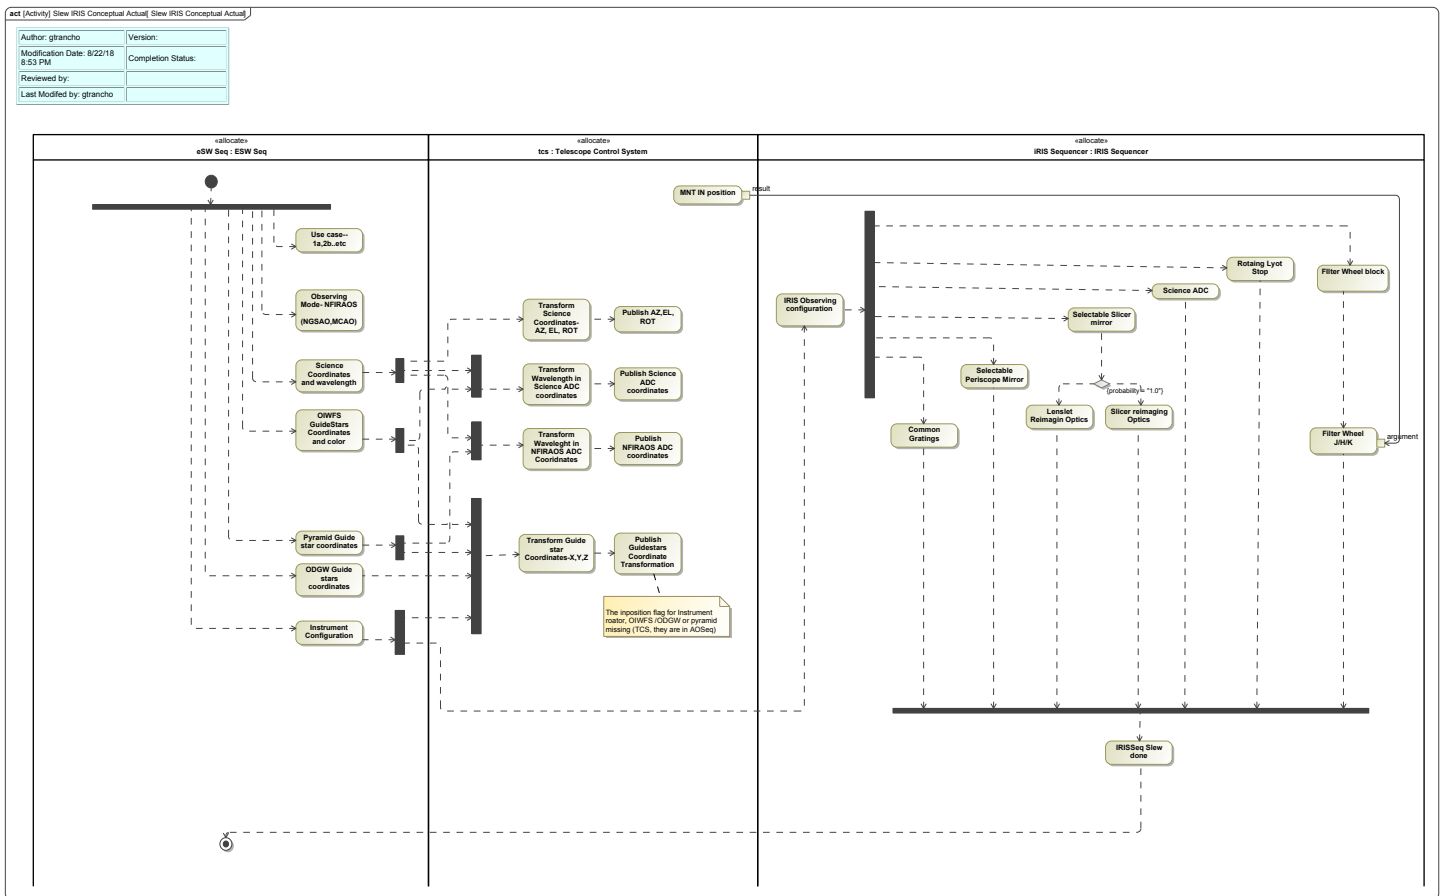 act [Activity] Slew IRIS Conceptual Actual[ Slew IRIS Conceptual Actual]
Author: gtrancho
Version:
Modification Date: 8/22/18
8:53 PM
Completion Status:
Reviewed by:
Last Modifed by: gtrancho
«allocate»
eSW Seq : ESW Seq
«allocate»
tcs : Telescope Control System
«allocate»
iRIS Sequencer : IRIS Sequencer
Use case--
1a,2b..etc
Observing
Mode- NFIRAOS
(NGSAO,MCAO)
Science
Coordinates
and wavelength
OIWFS
GuideStars
Coordinates
and color
Pyramid Guide
star coordinates
ODGW Guide
stars
coordinates
Instrument
Configuration
MNT IN position
result
Transform
Science
Coordinates-
AZ, EL, ROT
Publish AZ,EL,
ROT
Transform
Wavelength in
Science ADC
coordinates
Publish Science
ADC
coordinates
Transform
Waveleght in
NFIRAOS ADC
Cooridnates
Publish
NFIRAOS ADC
coordinates
Transform Guide
star
Coordinates-X,Y,Z
Publish
Guidestars
Coordinate
Transformation
The inposition flag for Instrument
roator, OIWFS /ODGW or pyramid
missing (TCS, they are in AOSeq)
IRIS Observing
configuration
Rotaing Lyot
Stop
Filter Wheel block
Science ADC
Selectable Slicer
mirror
Selectable
Periscope Mirror
{probability= "1.0"}
Lenslet
Reimagin Optics
Slicer reimaging
Optics
Common
Gratings
Filter Wheel
J/H/K
argument
IRISSeq Slew
done